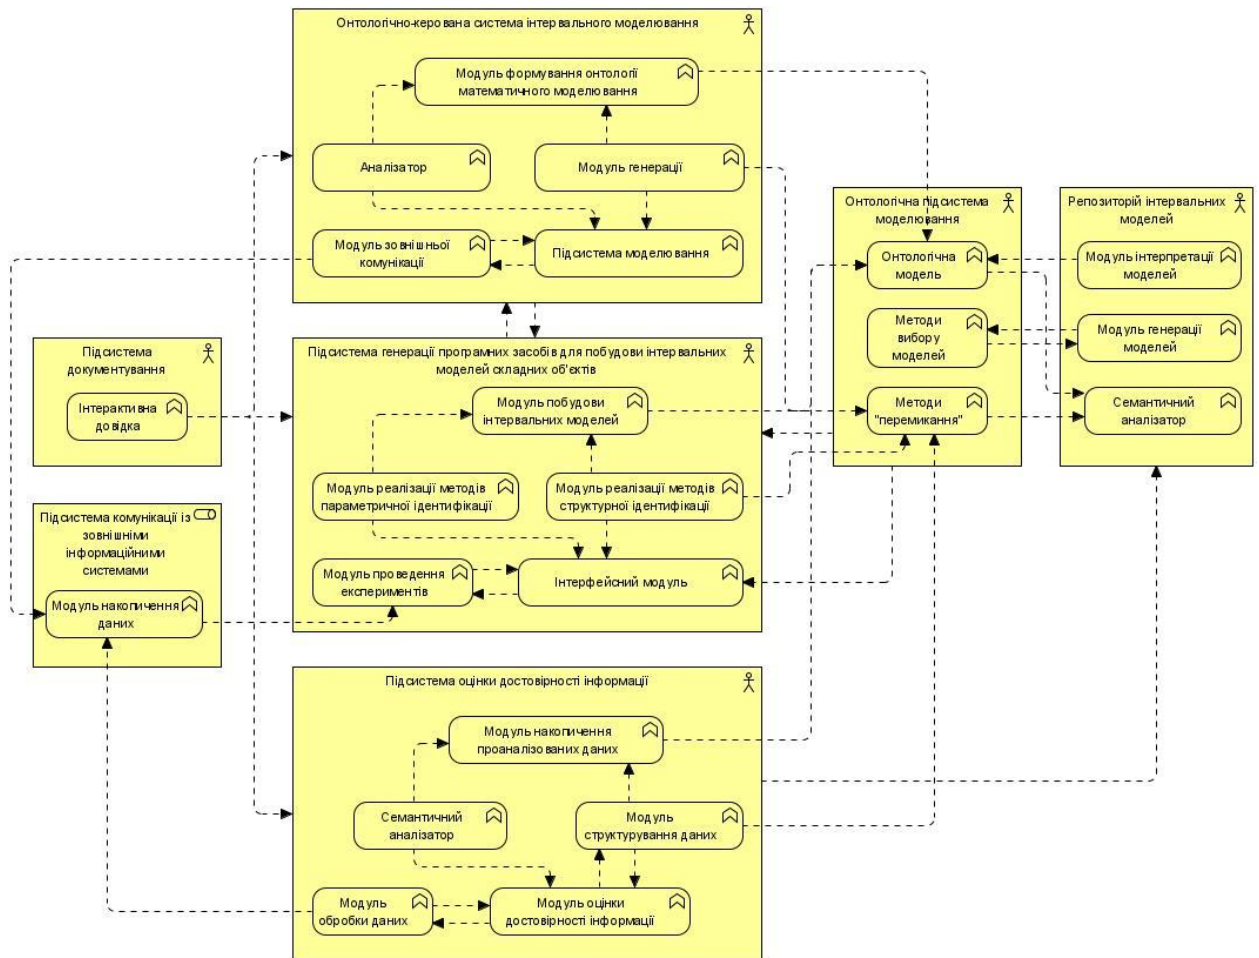 Онтологічно-керована система інтервального моделювання
Модуль формування онтології
математичного моделювання
Аналізатор
Модуль генерації
Модуль зовнішньої
комунікації
Підсистема моделювання
Онтологічна підсистема
моделювання
Онтологічна
модель
Методи
вибору
моделей
Методи
"перемикання"
Репозиторій інтервальних
моделей
Модуль інтерпретації
моделей
Модуль генерації
моделей
Семантичний
аналізатор
Підсистема
документування
Інтерактивна
довідка
Підсистема генерації програмних засобів для побудови інтервальних
моделей складних об'єктів
Модуль побудови
інтервальних моделей
Модуль реалізації методів
параметричної ідентифікації
Модуль реалізації методів
структурної ідентифікації
Модуль проведення
експериментів
Інтерфейсний модуль
Підсистема комунікації із
зовнішніми
інформаційними
системами
Модуль накопичення
даних
Підсистема оцінки достовірності інформації
Модуль накопичення
проаналізованих даних
Семантичний
аналізатор
Модуль
структурування даних
Модуль
обробки даних
Модуль оцінки
достовірності інформації